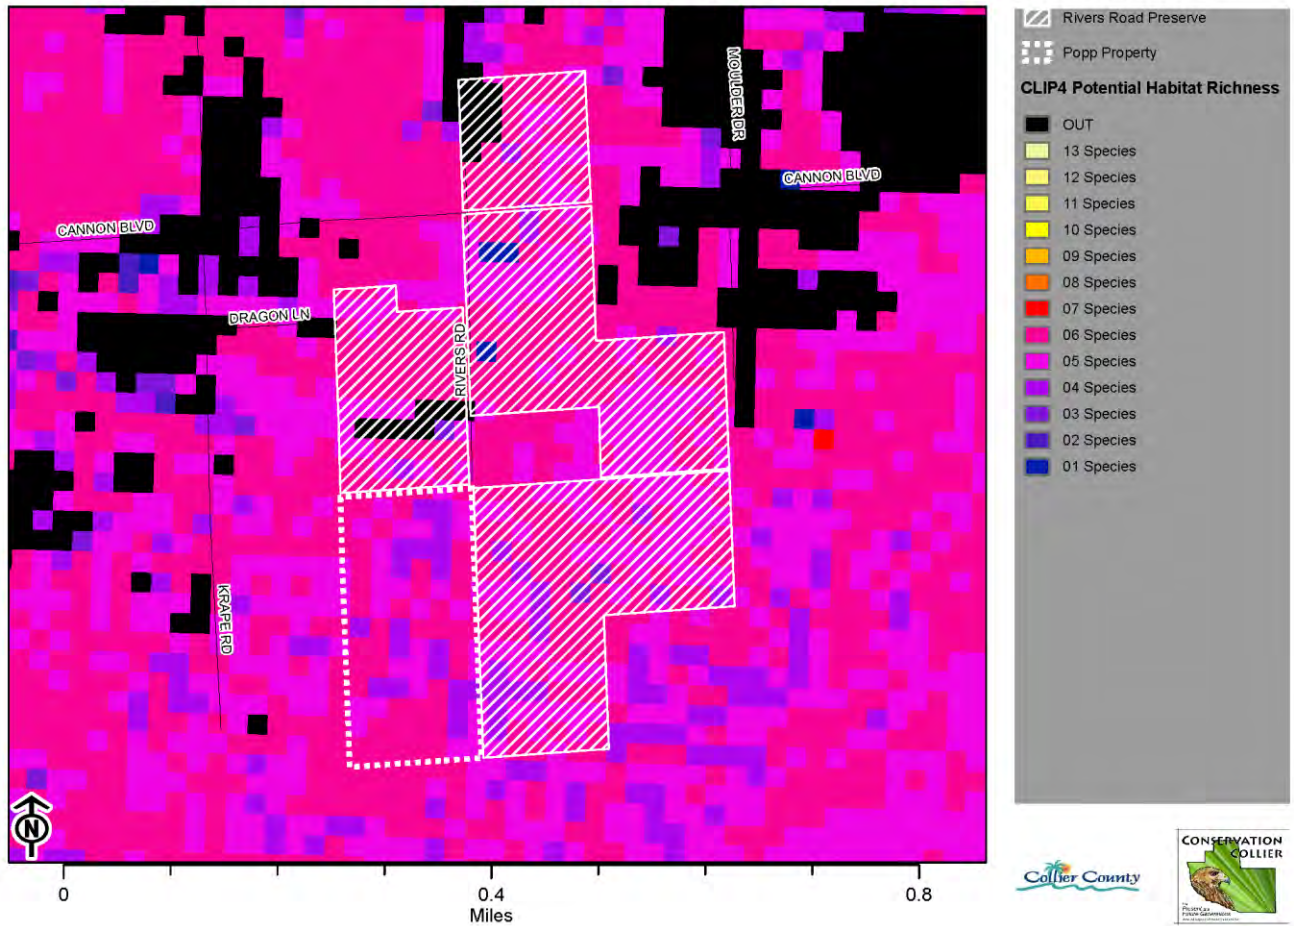 Rivers Road Preserve
Popp Property
CLIP4 Potential Habitat Richness
OUT
13 Species
12 Species
11 Species
10 Species
09 Species
08 Species
07 Species
06 Species
05 Species
04 Species
03 Species
02 Species
01 Species
MOULDER DR
CANNON BLVD
CANNON BLVD
DRAGON LN
RIVERS RD
KRAPE RD
N
0
0.4
0.8
Miles
Collier County
CONSERVATION
COLLIER